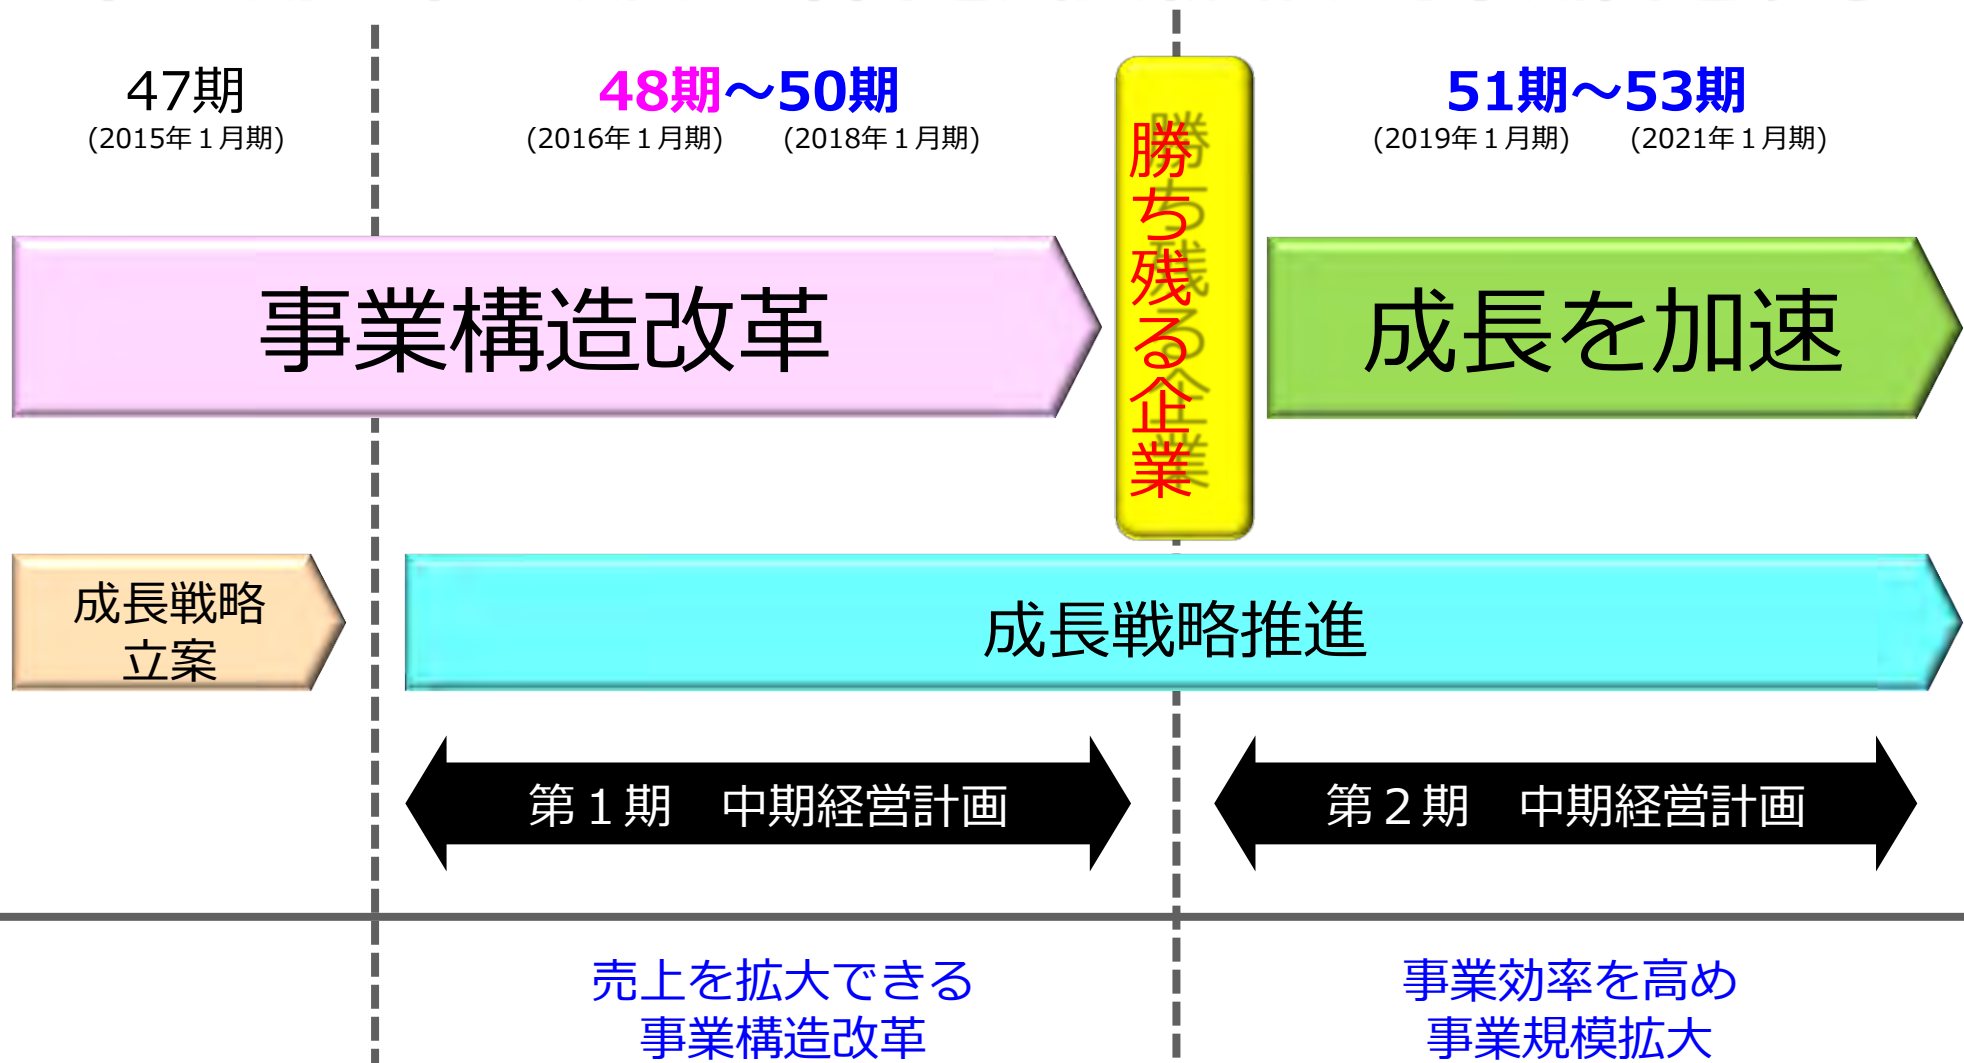 47期
(2015年１月期)
48期～50期
(2016年１月期) (2018年１月期)
51期～53期
(2019年１月期) (2021年１月期)
事業構造改革
勝ち残る企業
成長を加速
成長戦略
立案
成長戦略推進
第１期　中期経営計画
第２期　中期経営計画
売上を拡大できる
事業構造改革
事業効率を高め
事業規模拡大